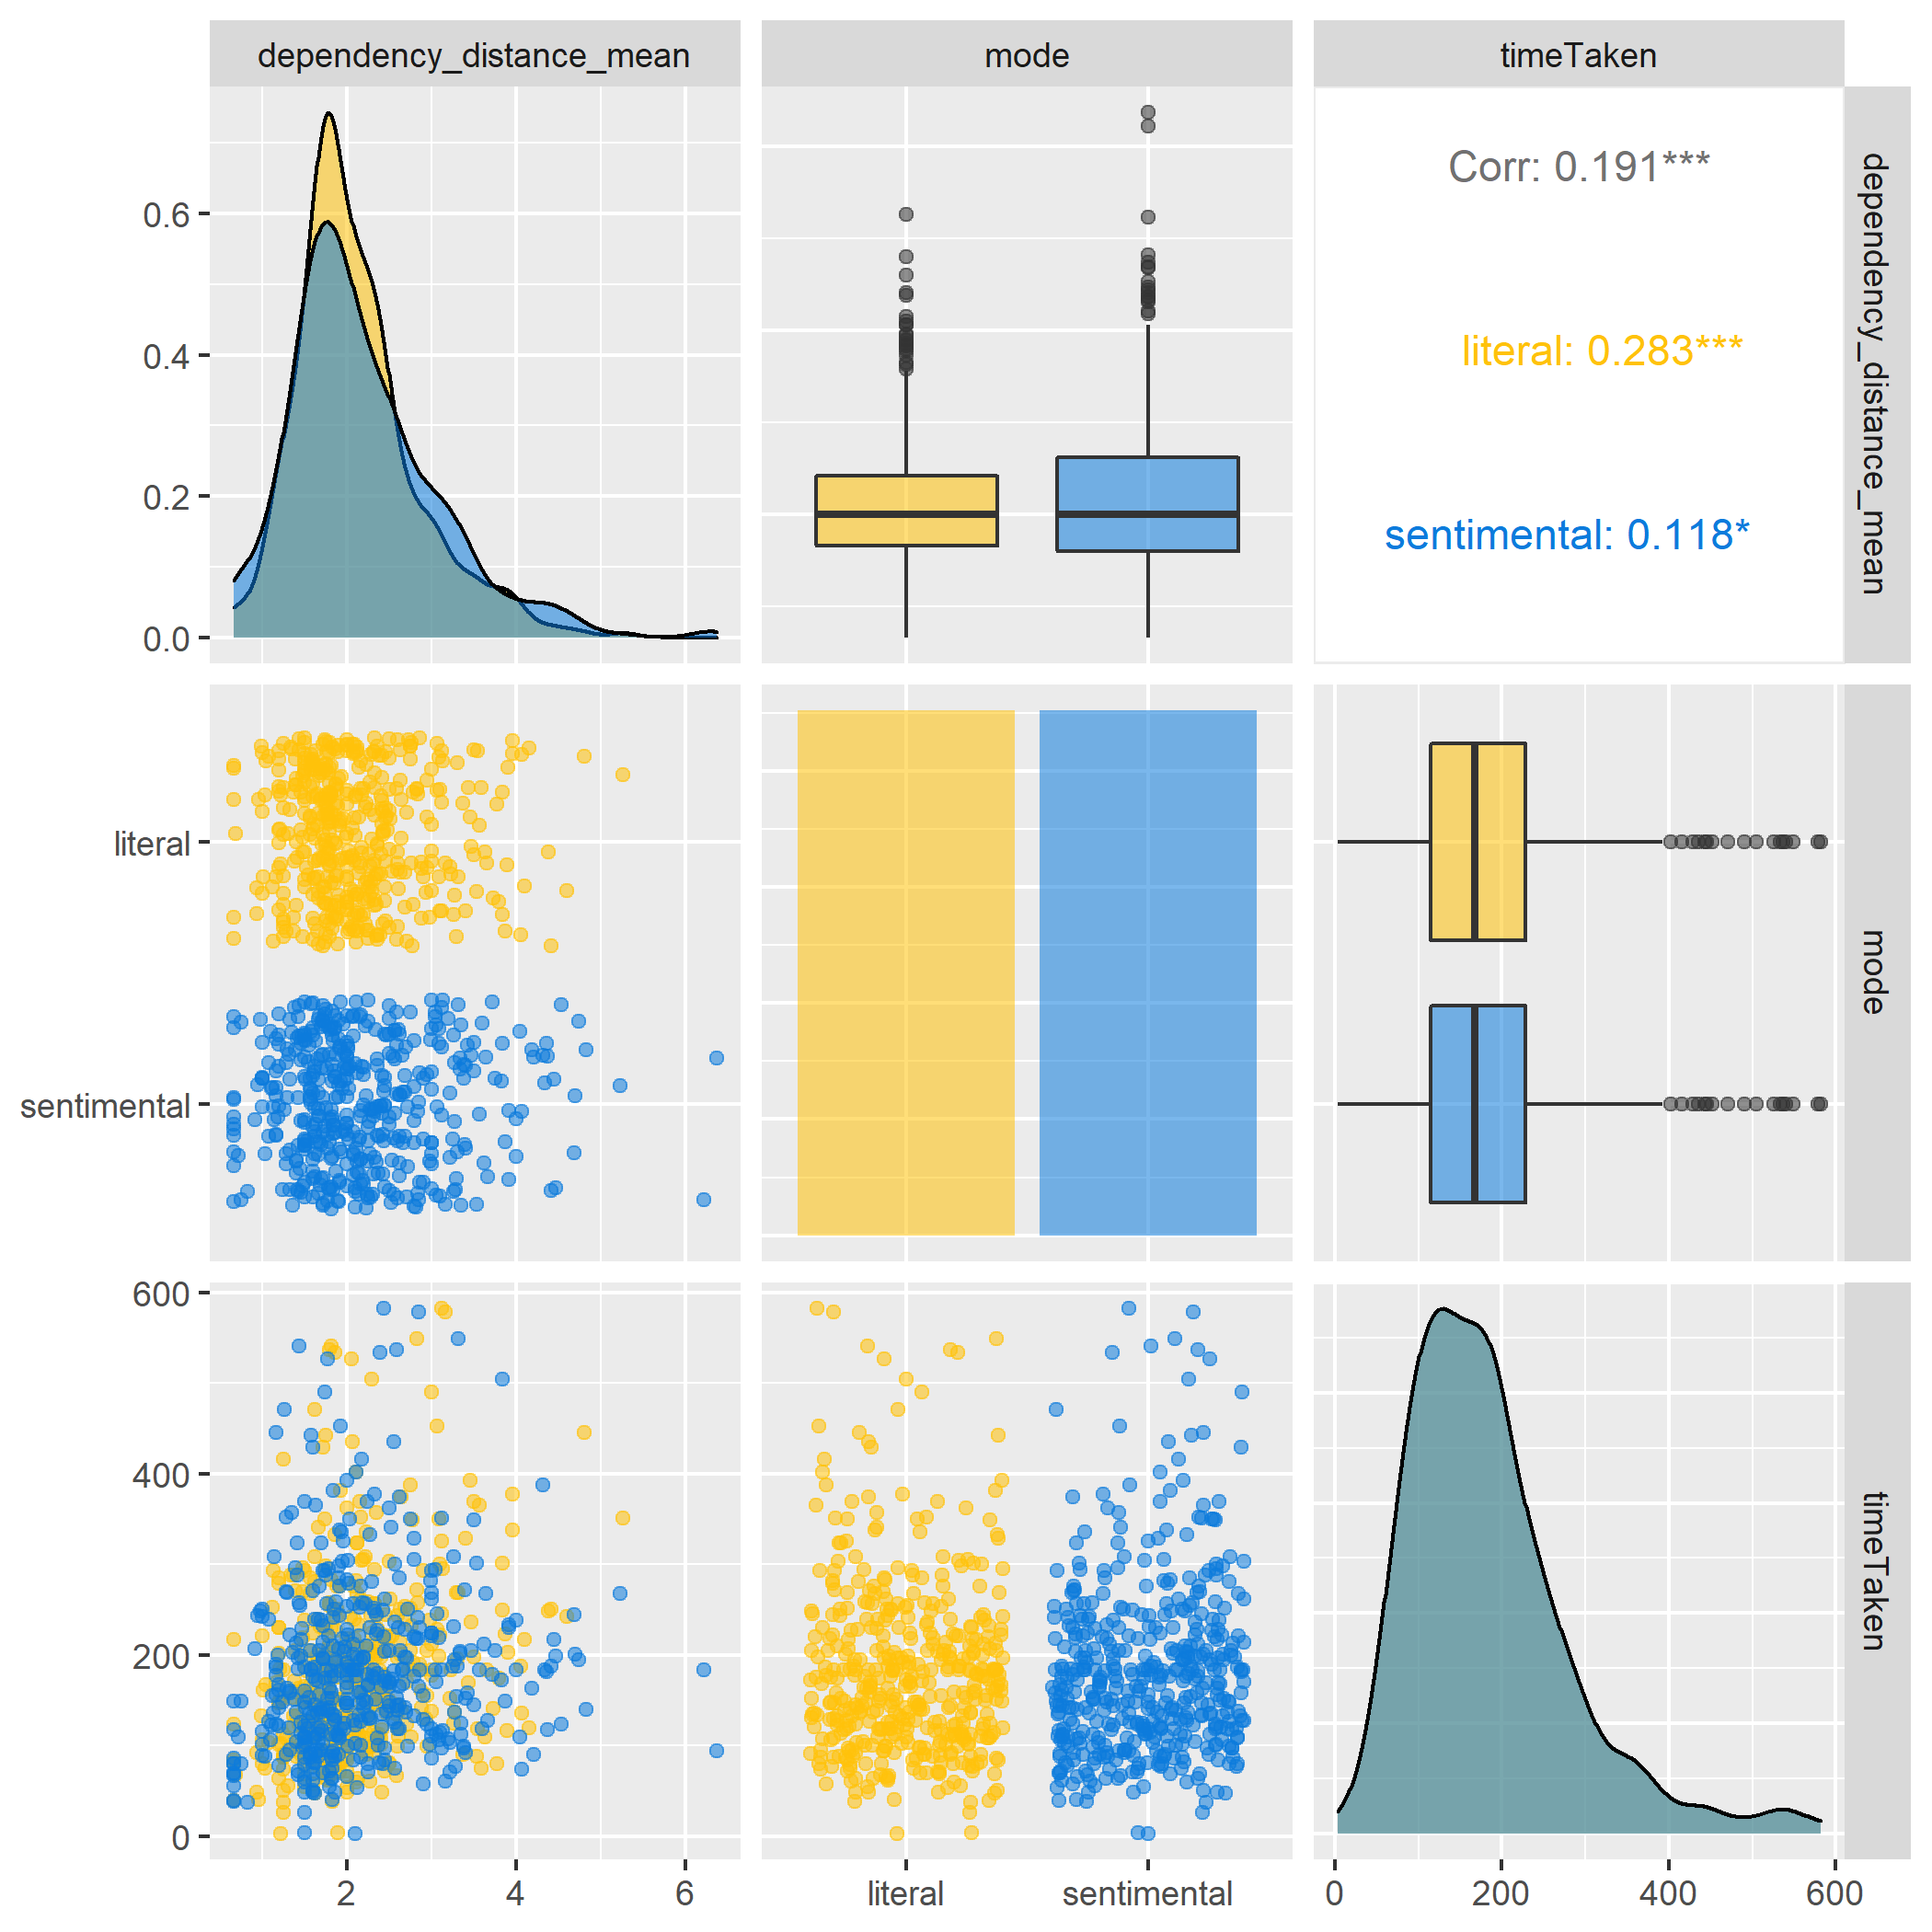 dependency_distance_mean
mode
timeTaken
0.6
0.4
0.2
0.0
Corr: 0.191***
literal: 0.283***
sentimental: 0.118*
dependency_distance_mean
literal
sentimental
mode
600
400
200
0
timeTaken
2
4
6
literal
sentimental
0
200
400
600